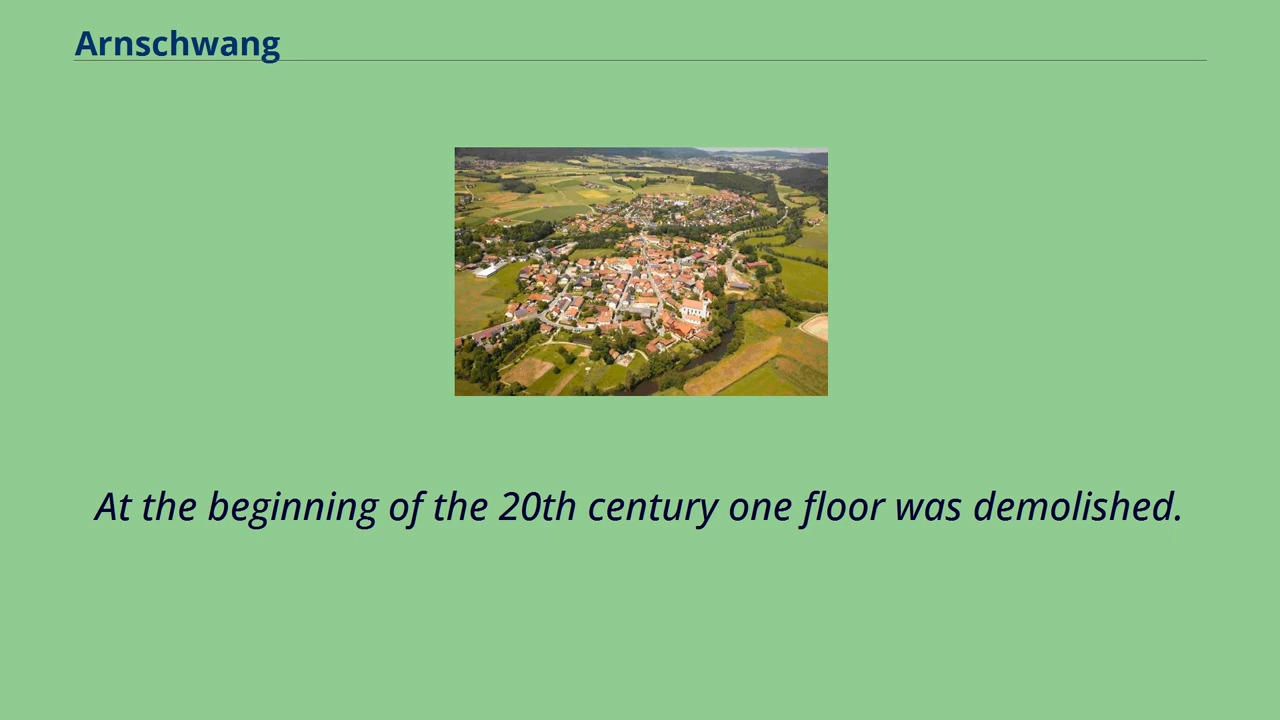 Arnschwang
At the beginning of the 20th century one floor was demolished.